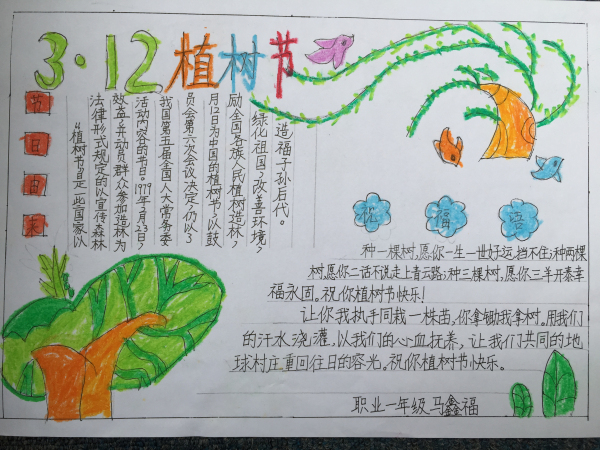 3·12植树节
节
日
由
来
“植树节”是一些国家以
法律形式规定的以宣传森林
效益,并动员群众参加造林为
活动内容的节日。1979年2月23日,
我国第五届全国人大常务委
员会第六次会议决定,仍以3
月12日为中国的植树节,以鼓
励全国各族人民植树造林,
绿化祖国,改善环境,
造福子孙后代。
祝福语
种一棵树,愿你一生一世好运,挡不住;种两棵
树,愿你二话不说走上青云路;种三棵树,愿你三羊开泰幸
福永固。祝你植树节快乐!
让你我执手同栽一株苗,你拿锄我拿树。用我们
的汗水浇灌,以我们的心血抚养,让我们共同的地
球村庄重回往日的容光。祝你植树节快乐。
职业一年级 马鑫福